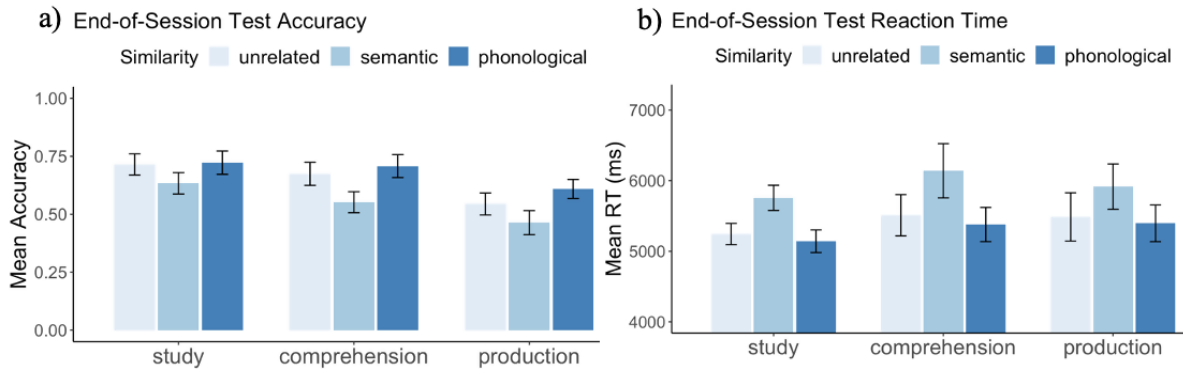 a) End-of-Session Test Accuracy
Similarity unrelated semantic phonological
Mean Accuracy
1.00
0.75
0.50
0.25
0.00
study comprehension production
b) End-of-Session Test Reaction Time
Similarity unrelated semantic phonological
Mean RT (ms)
7000
6000
5000
4000
study comprehension production